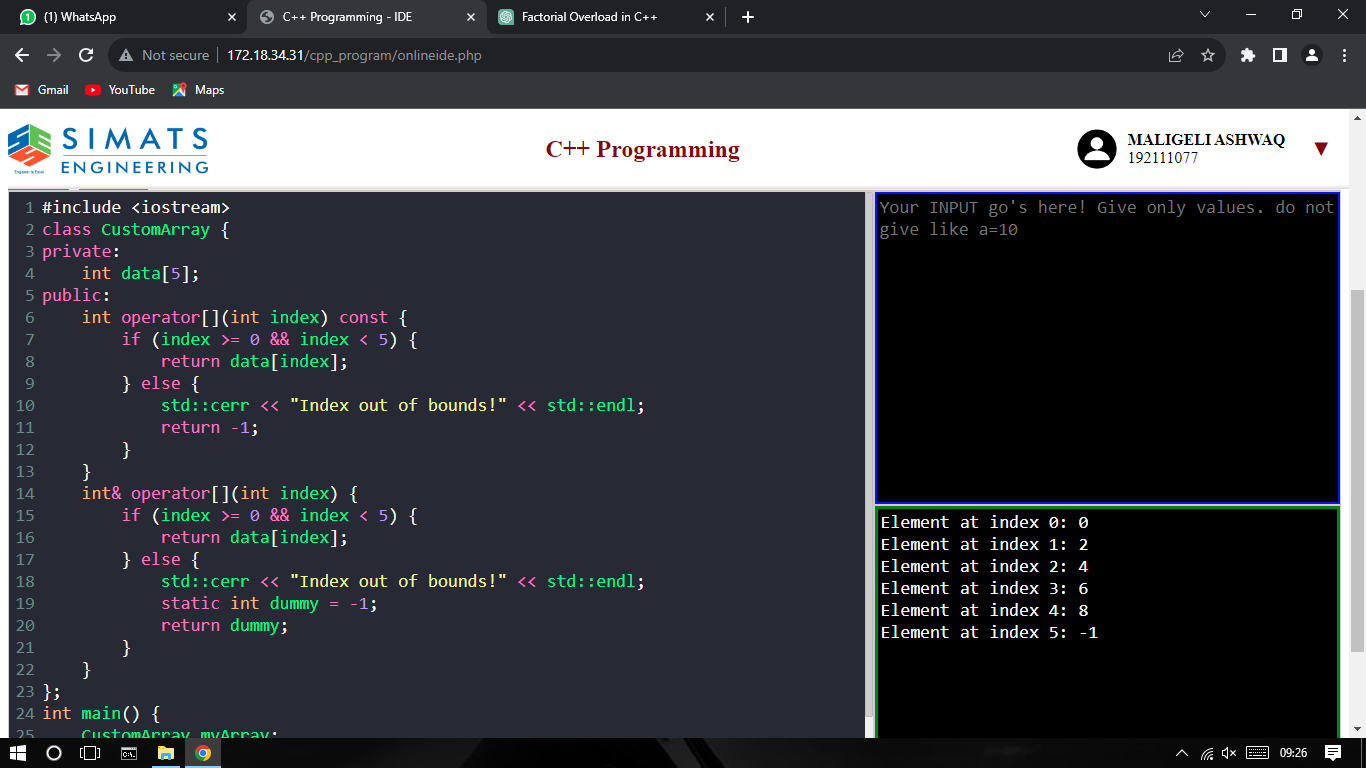 (1) WhatsApp
C++ Programming - IDE
Factorial Overload in C++
Not secure 172.18.34.31/cpp_program/onlineide.php
Gmail YouTube Maps
SIMATS
ENGINEERING
Engineer to Excel
C++ Programming
MALIGELI ASHWAQ
192111077
1 #include <iostream>
2 class CustomArray {
3 private:
4     int data[5];
5 public:
6     int operator[](int index) const {
7         if (index >= 0 && index < 5) {
8             return data[index];
9         } else {
10             std::cerr << "Index out of bounds!" << std::endl;
11             return -1;
12         }
13     }
14     int& operator[](int index) {
15         if (index >= 0 && index < 5) {
16             return data[index];
17         } else {
18             std::cerr << "Index out of bounds!" << std::endl;
19             static int dummy = -1;
20             return dummy;
21         }
22     }
23 };
24 int main() {
25     CustomArray myArray;
Your INPUT go's here! Give only values. do not
give like a=10
Element at index 0: 0
Element at index 1: 2
Element at index 2: 4
Element at index 3: 6
Element at index 4: 8
Element at index 5: -1
09:26